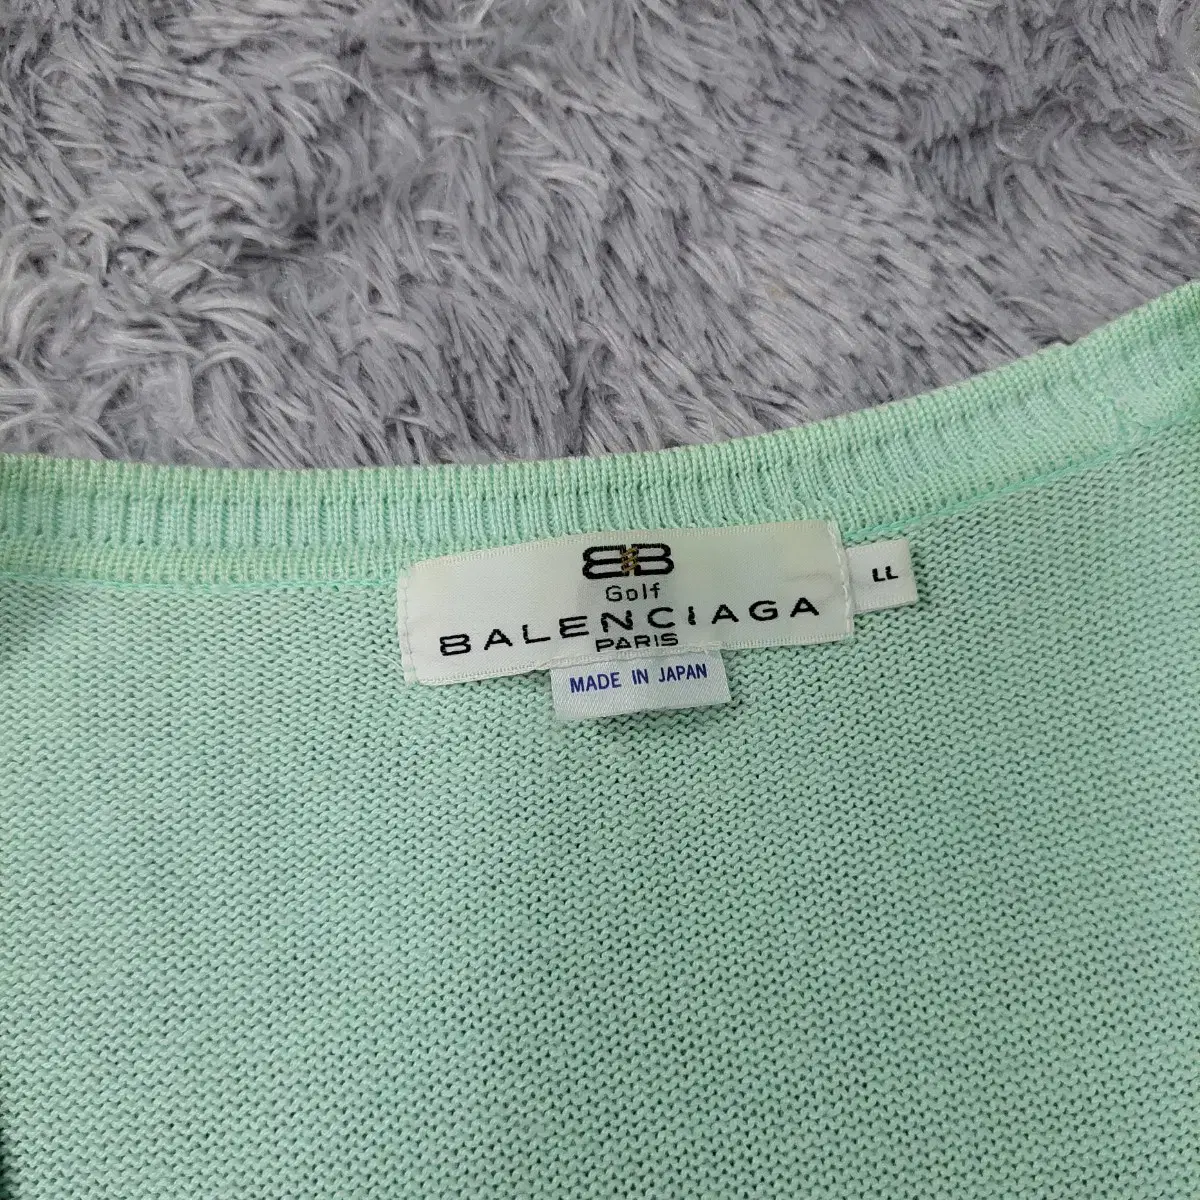 BB
Golf
BALENCIAGA
PARIS
LL
MADE IN JAPAN